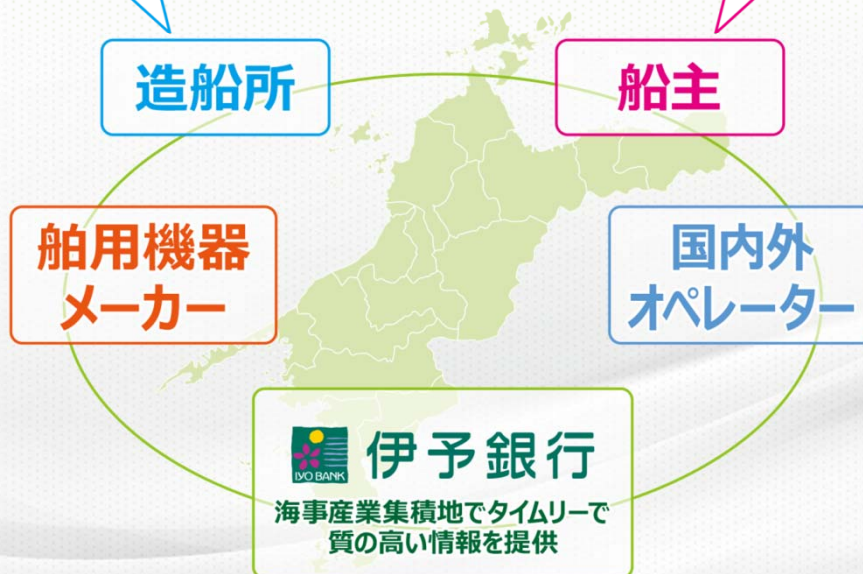 造船所
船主
舶用機器
メーカー
国内外
オペレーター
IYO BANK
伊予銀行
海事産業集積地でタイムリーで
質の高い情報を提供